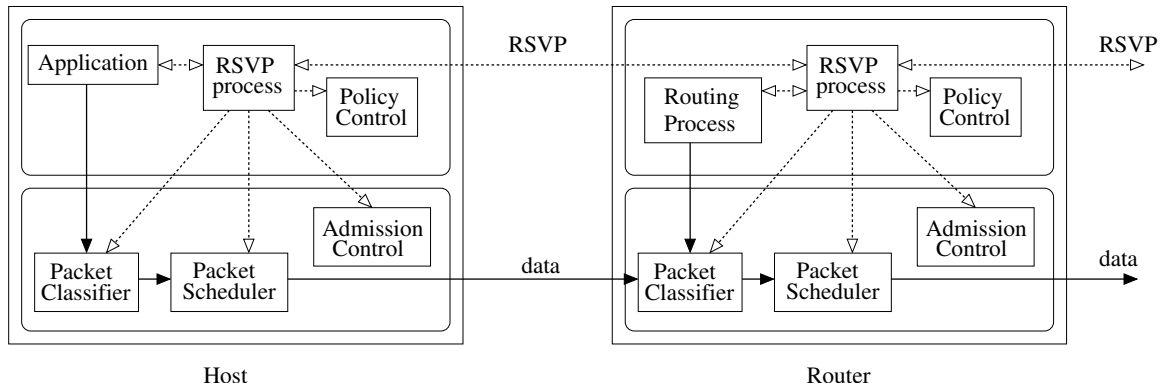 RSVP
RSVP
Application
RSVP
process
Policy
Control
Admission
Control
Packet
Classifier
Packet
Scheduler
data
Routing
Process
RSVP
process
Policy
Control
Admission
Control
Packet
Classifier
Packet
Scheduler
data
Host
Router